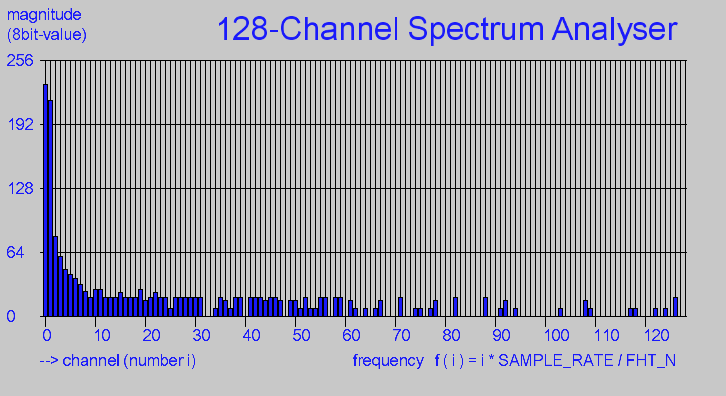 magnitude
(8bit-value)
128-Channel Spectrum Analyser
256
192
128
64
0
0 10 20 30 40 50 60 70 80 90 100 110 120
--> channel (number i)
frequency f ( i ) = i * SAMPLE_RATE / FHT_N